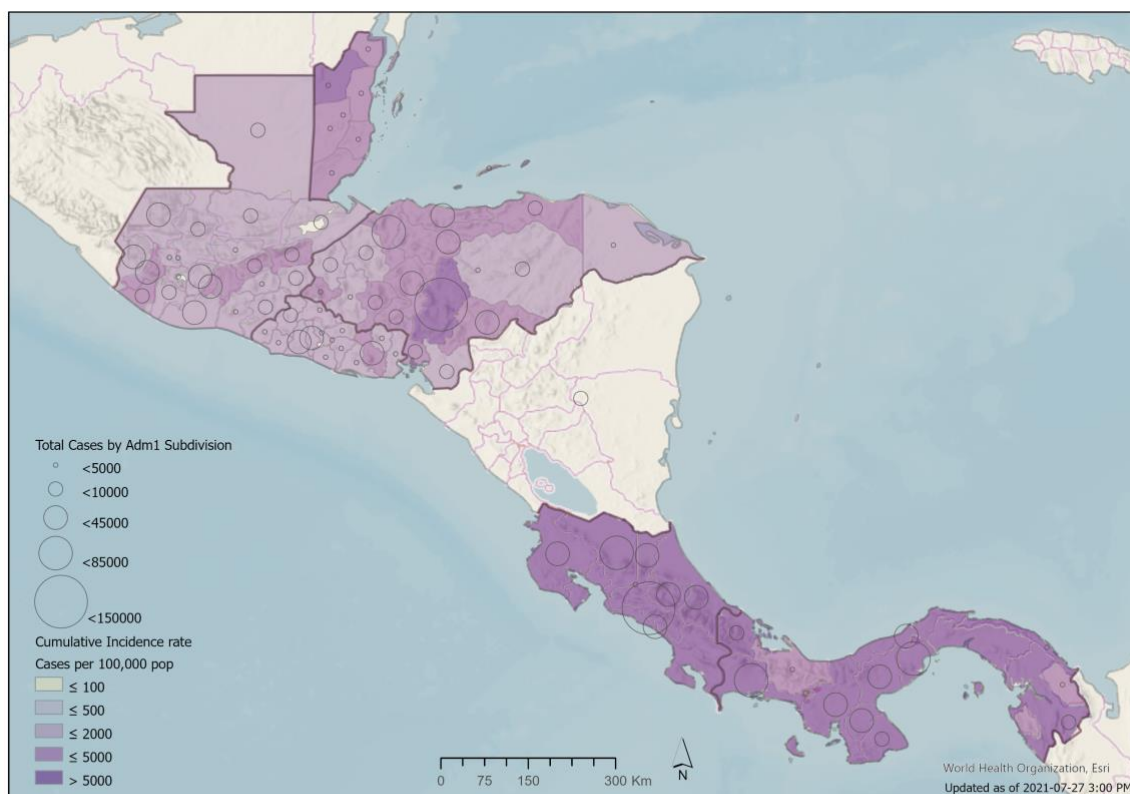 Total Cases by Adm1 Subdivision
<5000
<10000
<45000
<85000
<150000
Cumulative Incidence rate
Cases per 100,000 pop
≤ 100
≤ 500
≤ 2000
≤ 5000
> 5000
0 75 150 300 Km
N
World Health Organization, Esri
Updated as of 2021-07-27 3:00 PM